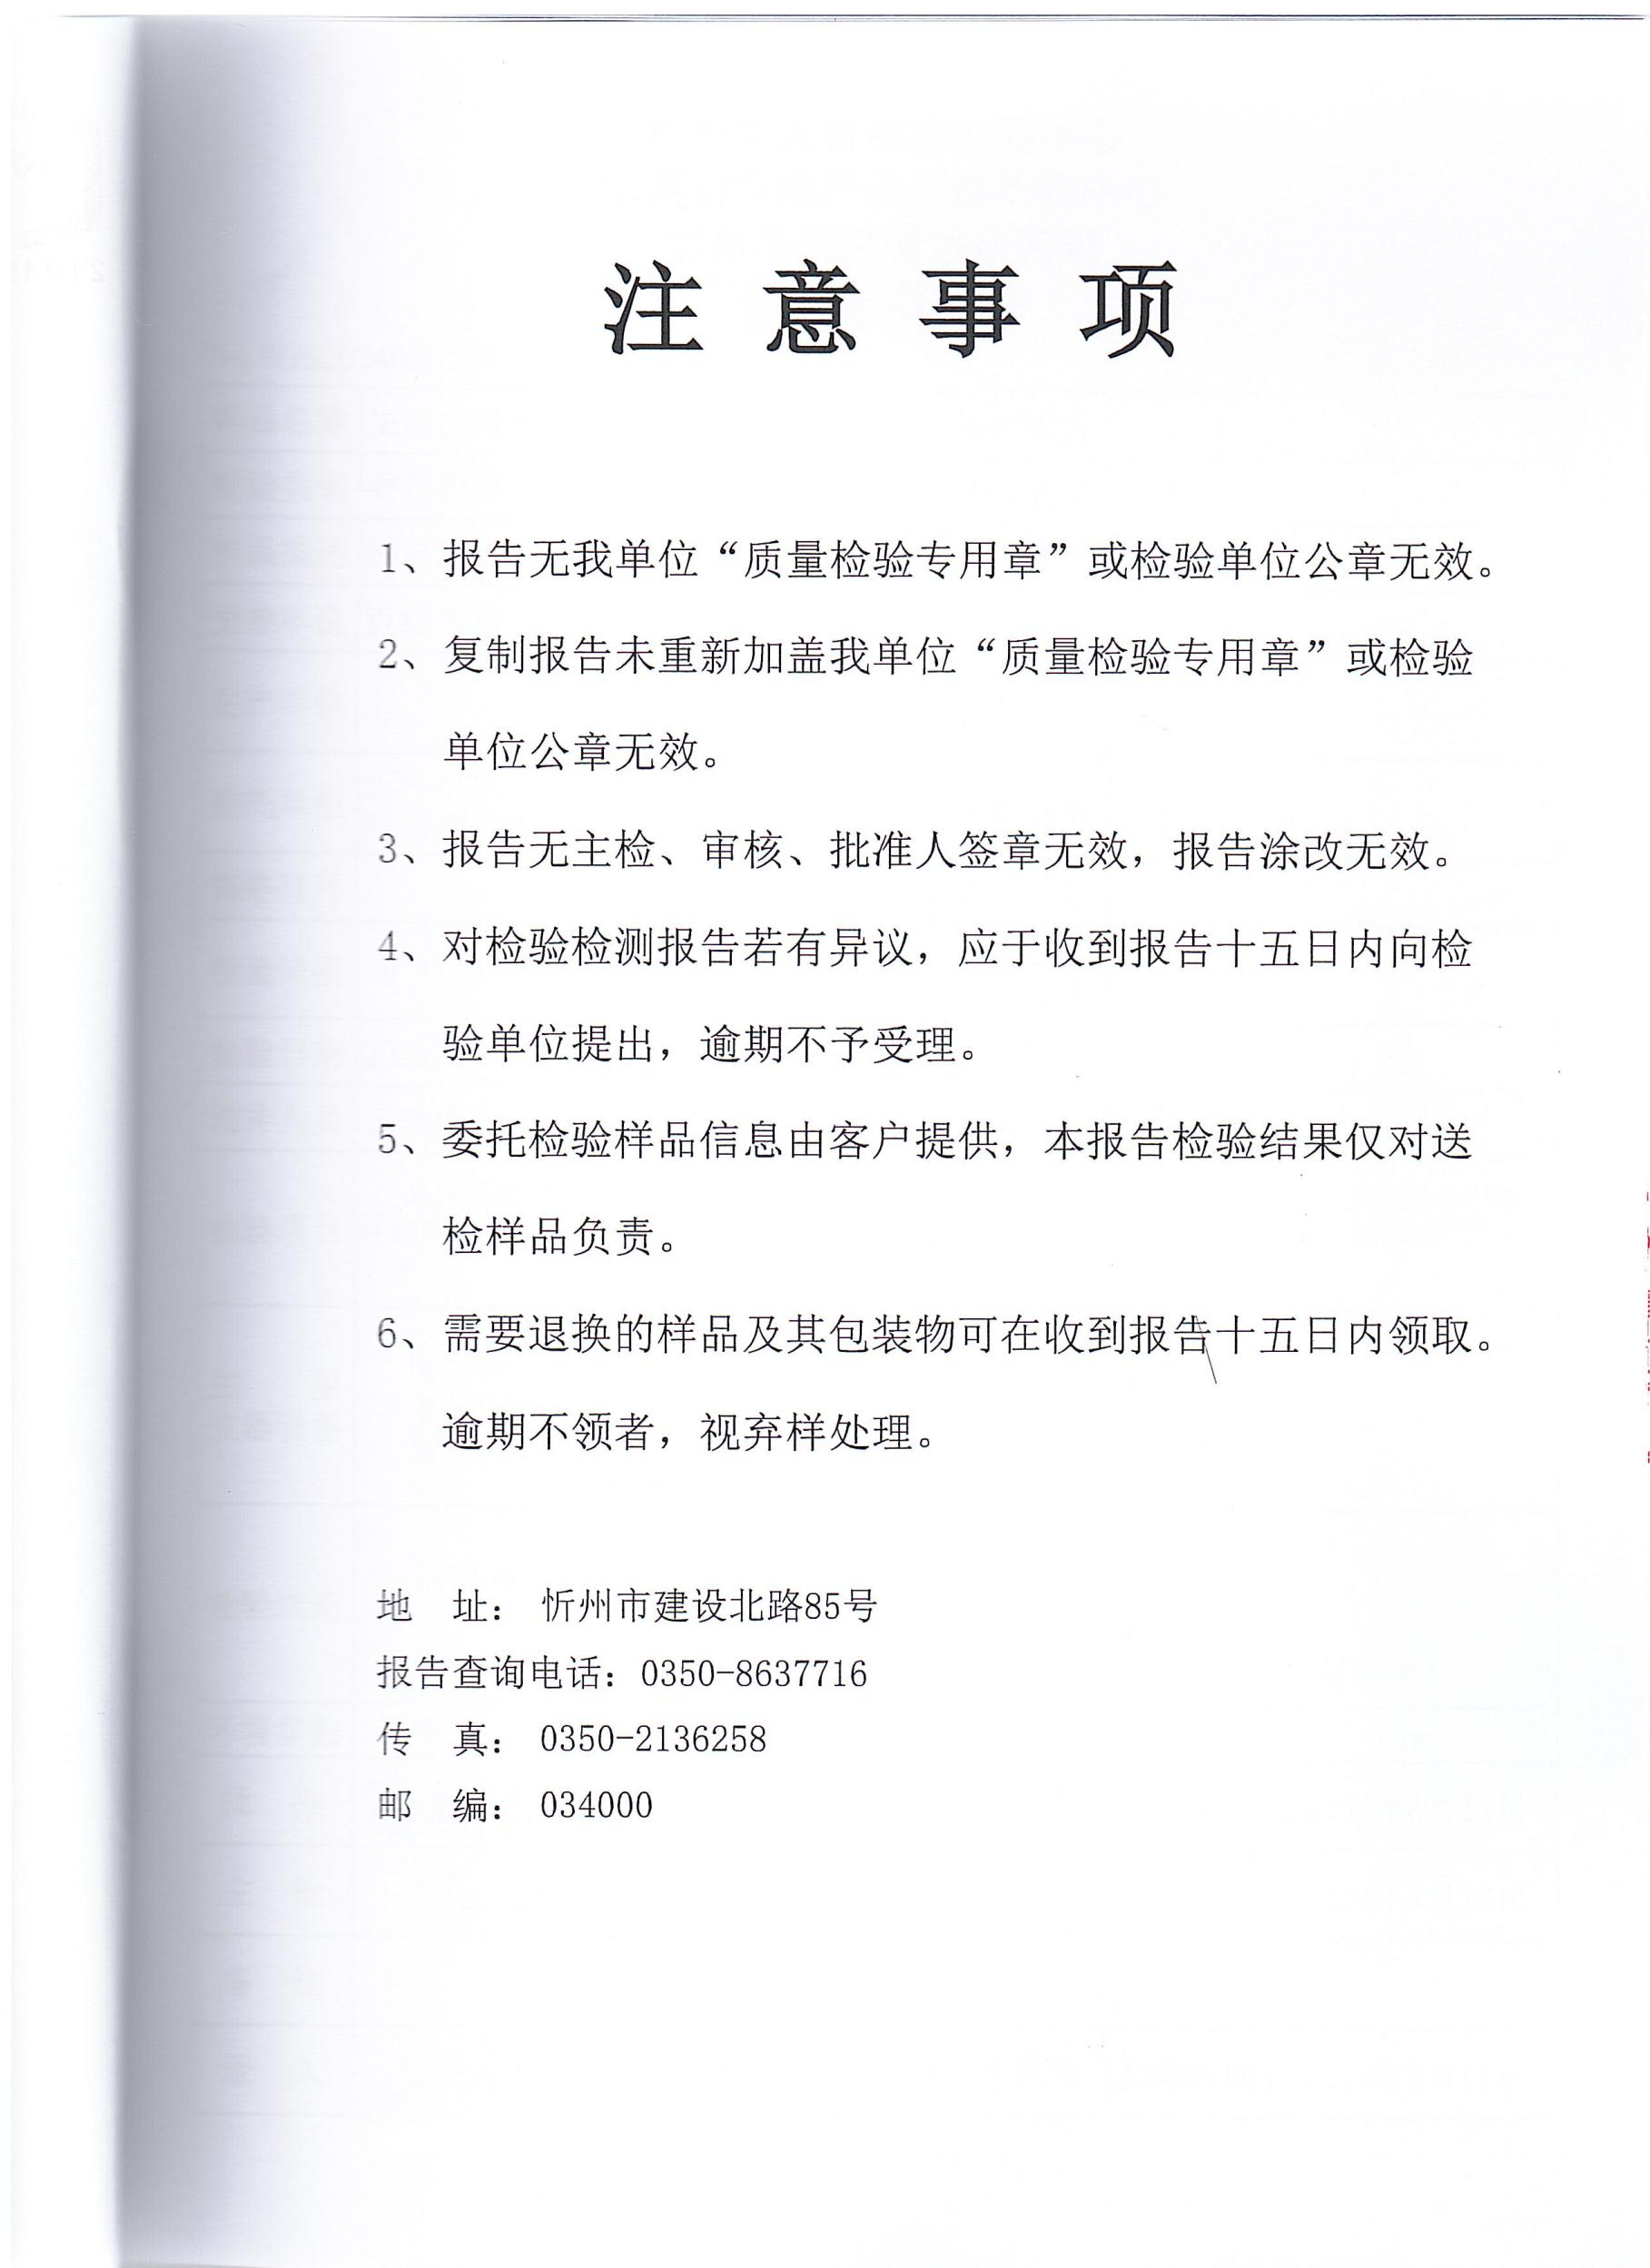 注意事项
1、报告无我单位“质量检验专用章”或检验单位公章无效。
2、复制报告未重新加盖我单位“质量检验专用章”或检验
单位公章无效。
3、报告无主检、审核、批准人签章无效，报告涂改无效。
4、对检验检测报告若有异议，应于收到报告十五日内向检
验单位提出，逾期不予受理。
5、委托检验样品信息由客户提供，本报告检验结果仅对送
检样品负责。
6、需要退换的样品及其包装物可在收到报告十五日内领取。
逾期不领者，视弃样处理。
地　址： 忻州市建设北路85号
报告查询电话：0350-8637716
传　真： 0350-2136258
邮　编： 034000